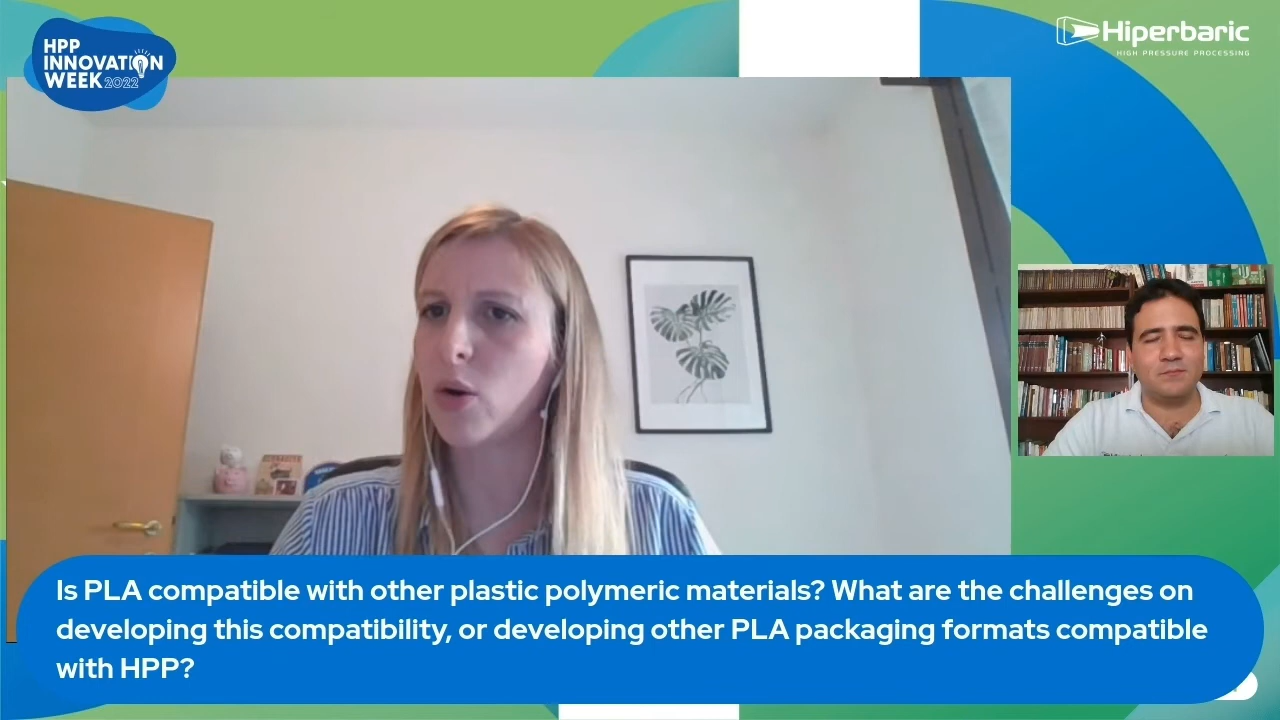 HPP
INNOVATION
WEEK 2022
Hiperbaric
HIGH PRESSURE PROCESSING
Is PLA compatible with other plastic polymeric materials? What are the challenges on
developing this compatibility, or developing other PLA packaging formats compatible
with HPP?